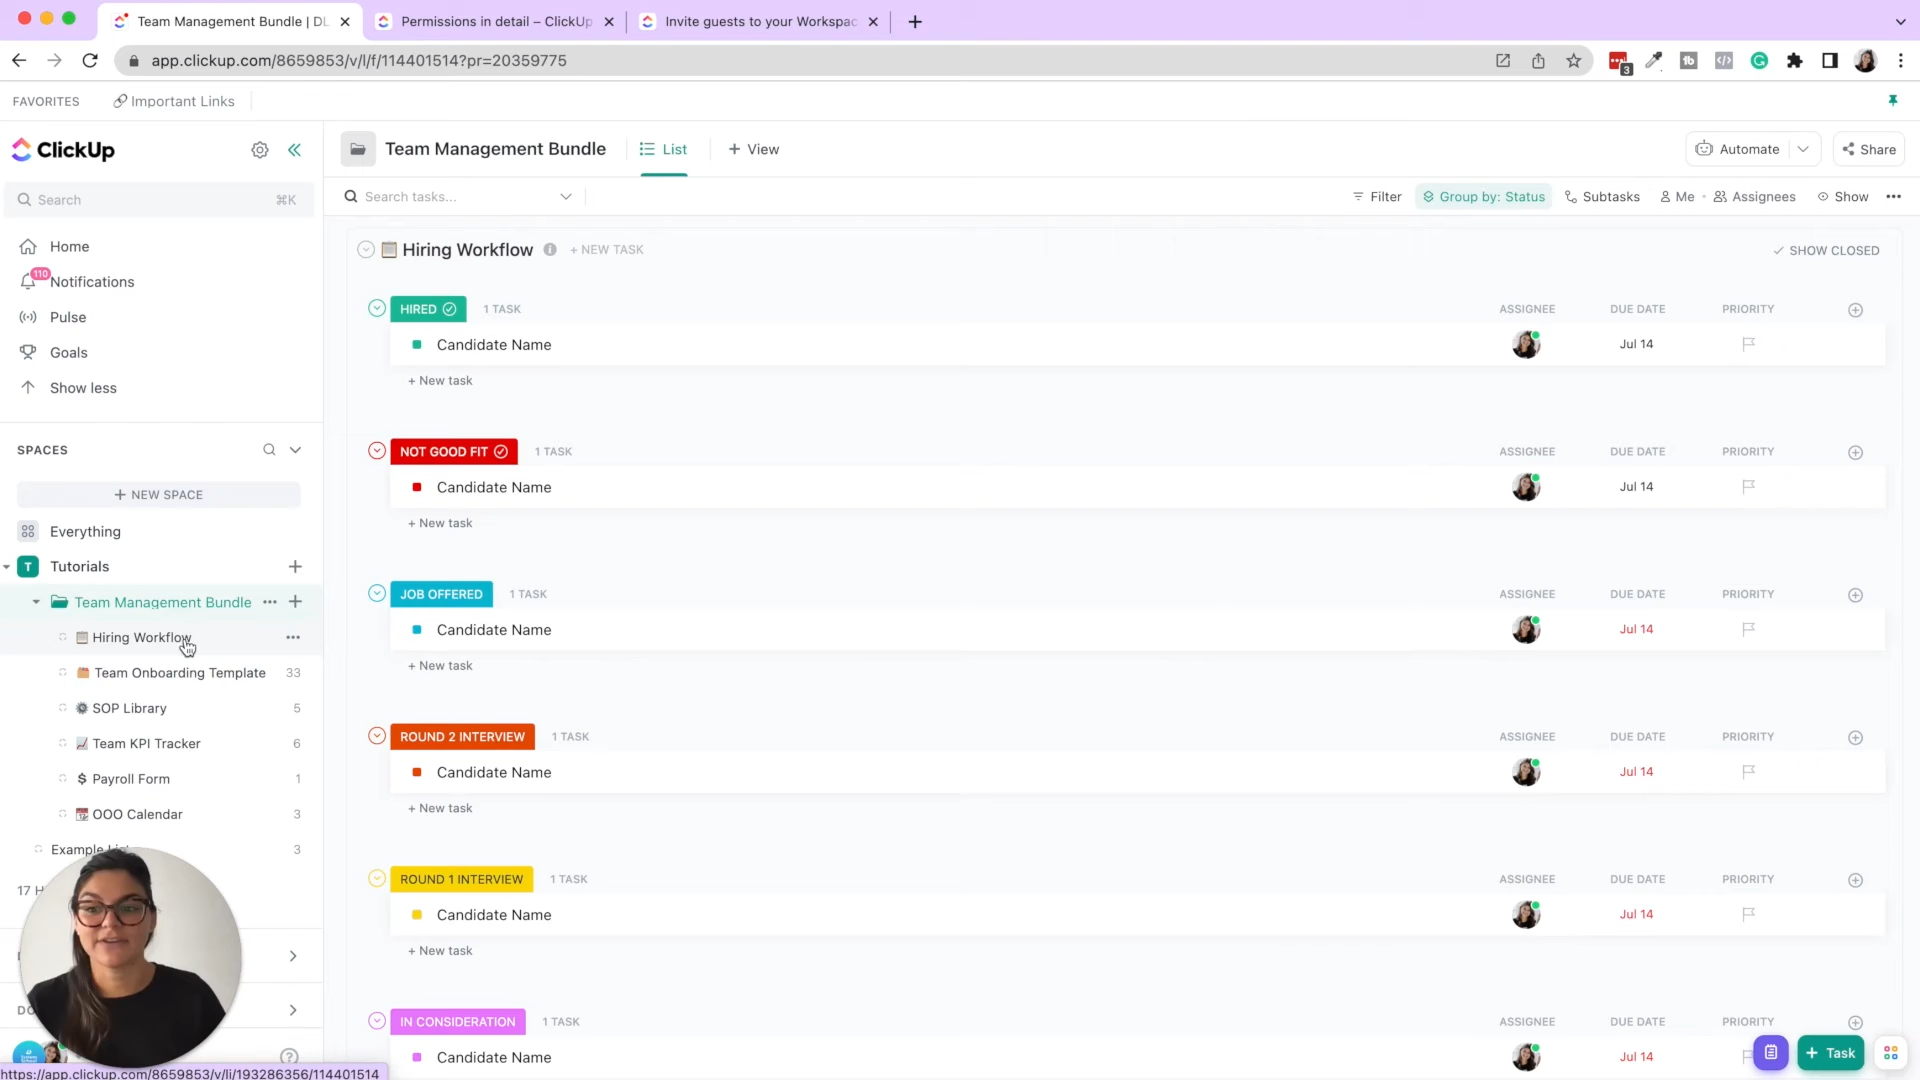 Team Management Bundle | DL
Permissions in detail – ClickUp
Invite guests to your Workspac
app.clickup.com/8659853/v/l/f/114401514?pr=20359775
3
FAVORITES
Important Links
ClickUp
Team Management Bundle
List
+ View
Automate
Share
Search
⌘K
Search tasks...
Filter
Group by: Status
Subtasks
Me
Assignees
Show
Home
110
Notifications
Pulse
Goals
Show less
SPACES
+ NEW SPACE
Everything
T
Tutorials
Team Management Bundle
Hiring Workflow
Team Onboarding Template 33
SOP Library 5
Team KPI Tracker 6
$ Payroll Form 1
OOO Calendar 3
Example 3
17 H
DO
Hiring Workflow
+ NEW TASK
SHOW CLOSED
HIRED 1 TASK ASSIGNEE DUE DATE PRIORITY
Candidate Name Jul 14
+ New task
NOT GOOD FIT 1 TASK ASSIGNEE DUE DATE PRIORITY
Candidate Name Jul 14
+ New task
JOB OFFERED 1 TASK ASSIGNEE DUE DATE PRIORITY
Candidate Name Jul 14
+ New task
ROUND 2 INTERVIEW 1 TASK ASSIGNEE DUE DATE PRIORITY
Candidate Name Jul 14
+ New task
ROUND 1 INTERVIEW 1 TASK ASSIGNEE DUE DATE PRIORITY
Candidate Name Jul 14
+ New task
IN CONSIDERATION 1 TASK ASSIGNEE DUE DATE PRIORITY
Candidate Name Jul 14
+ Task
https://app.clickup.com/8659853/v/li/193286356/114401514